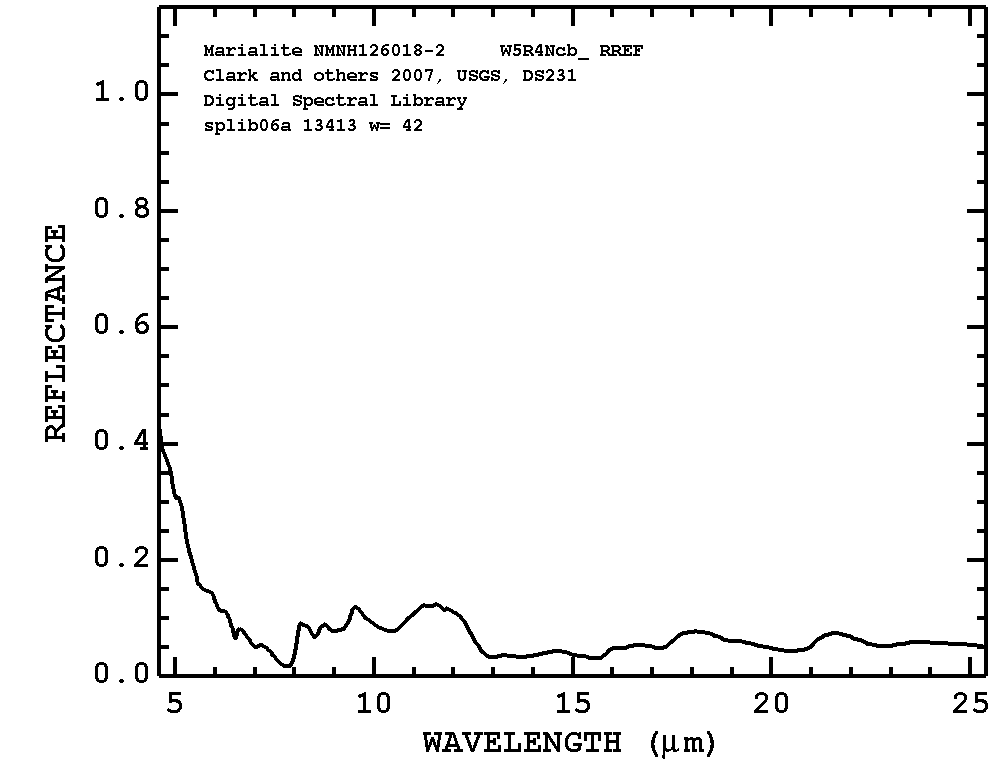 Marialite NMNH126018-2 W5R4Ncb_ RREF
Clark and others 2007, USGS, DS231
Digital Spectral Library
splib06a 13413 w= 42
1.0
0.8
0.6
0.4
0.2
0.0
REFLECTANCE
5 10 15 20 25
WAVELENGTH (μm)